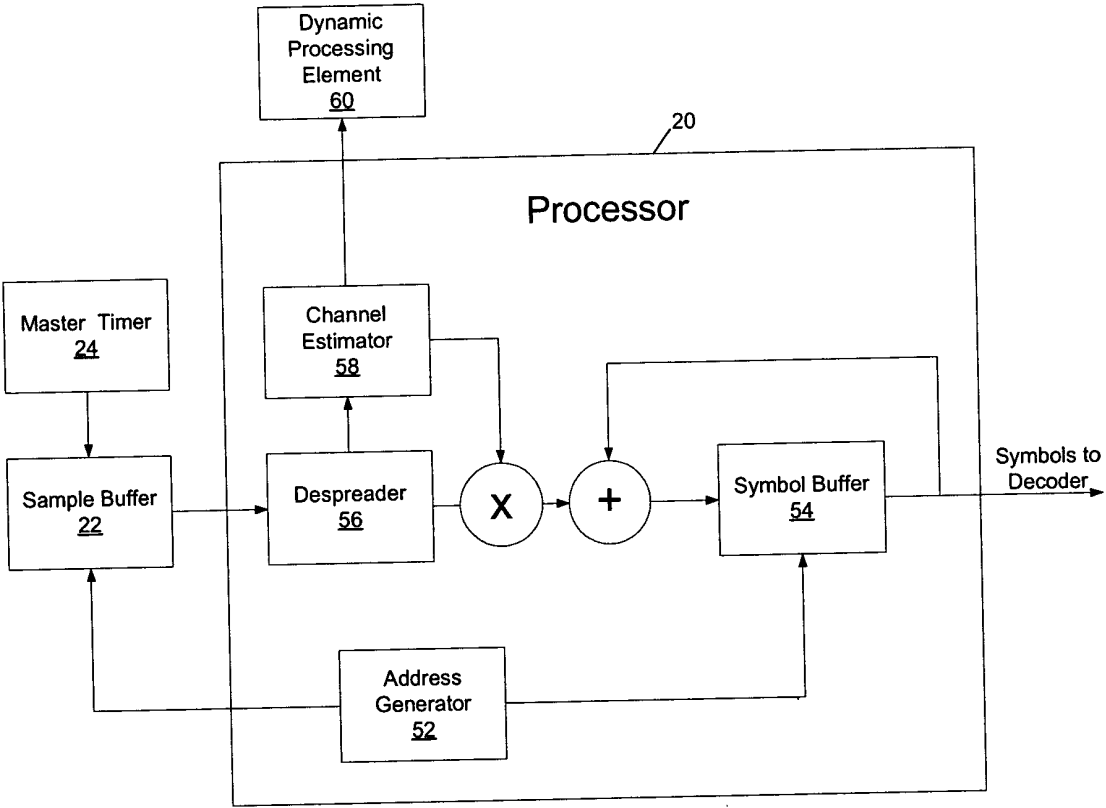 Dynamic
Processing
Element
60
20
Processor
Master Timer
24
Channel
Estimator
58
Sample Buffer
22
Despreader
56
X
+
Symbol Buffer
54
Symbols to
Decoder
Address
Generator
52